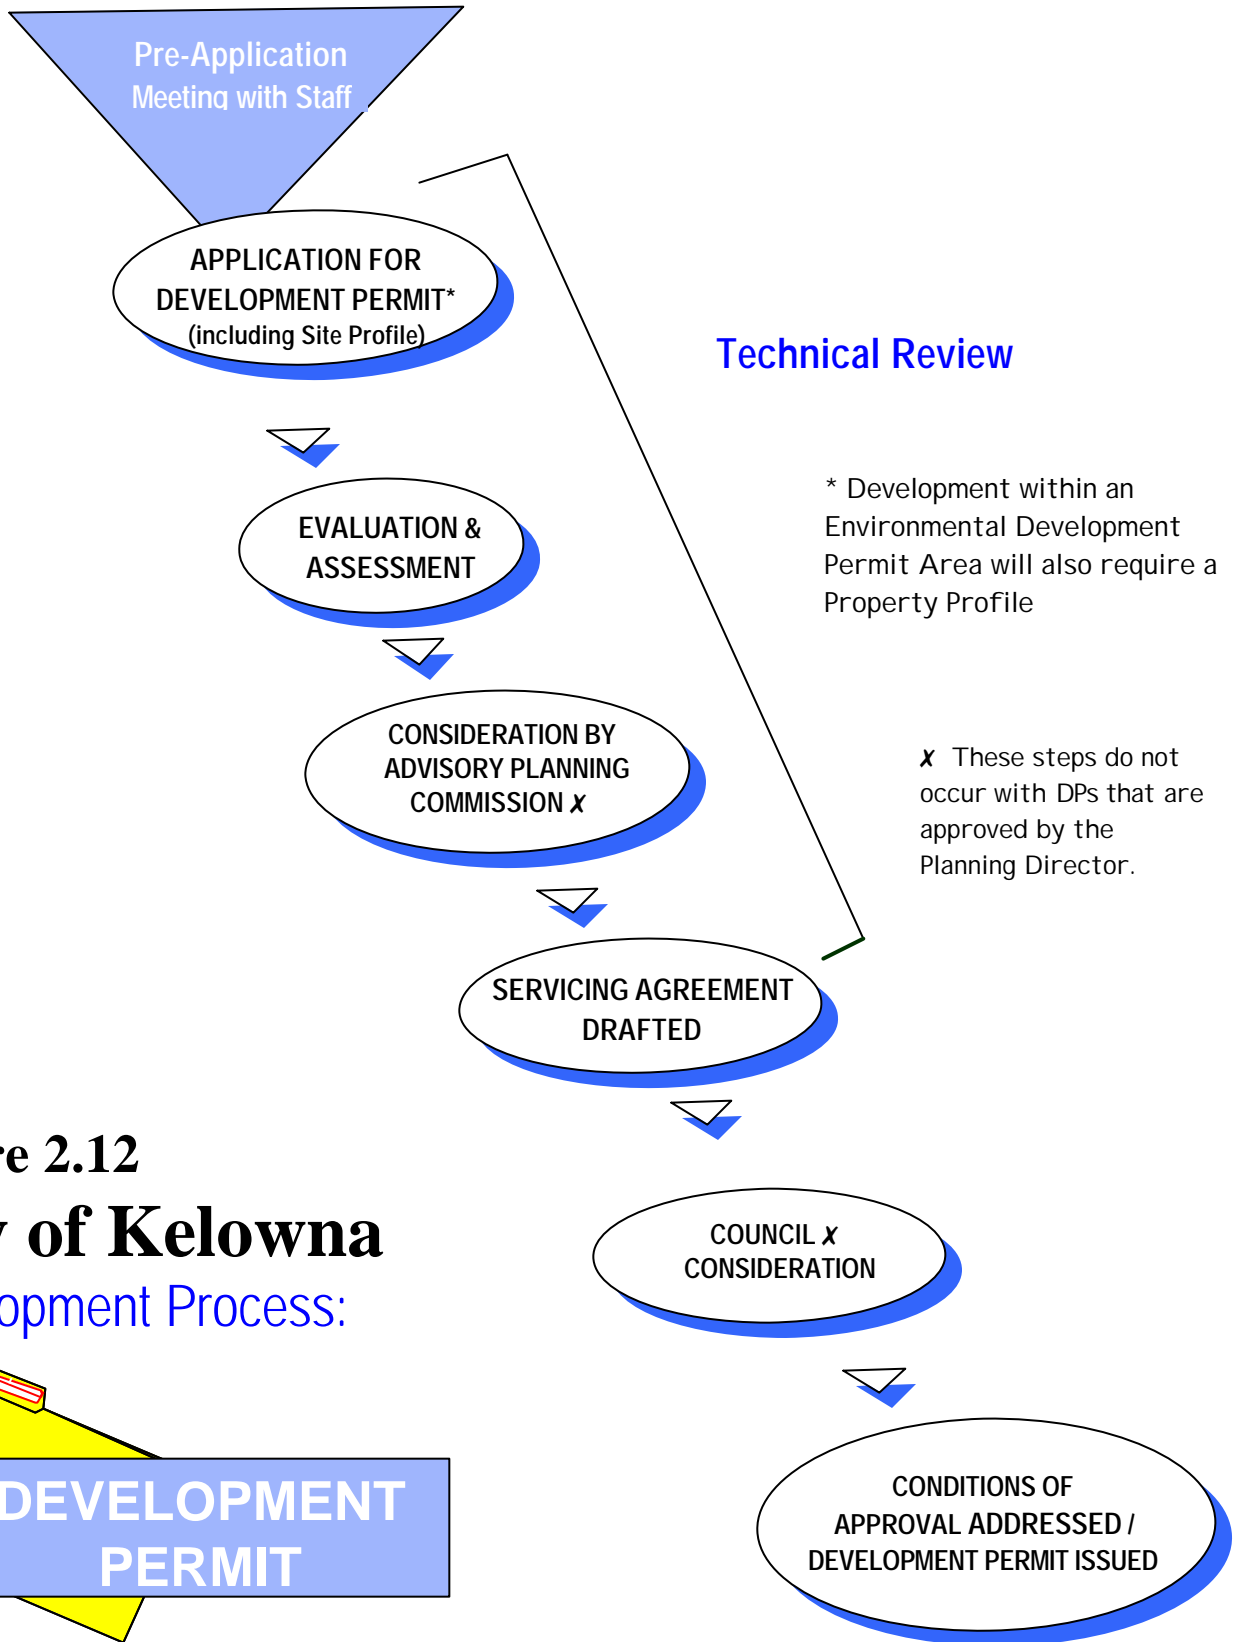 Pre-Application
Meeting with Staff
APPLICATION FOR
DEVELOPMENT PERMIT*
(including Site Profile)
Technical Review
* Development within an
Environmental Development
Permit Area will also require a
Property Profile
EVALUATION &
ASSESSMENT
CONSIDERATION BY
ADVISORY PLANNING
COMMISSION ✗
✗ These steps do not
occur with DPs that are
approved by the
Planning Director.
SERVICING AGREEMENT
DRAFTED
COUNCIL ✗
CONSIDERATION
CONDITIONS OF
APPROVAL ADDRESSED /
DEVELOPMENT PERMIT ISSUED
re 2.12
y of Kelowna
opment Process:
DEVELOPMENT
PERMIT